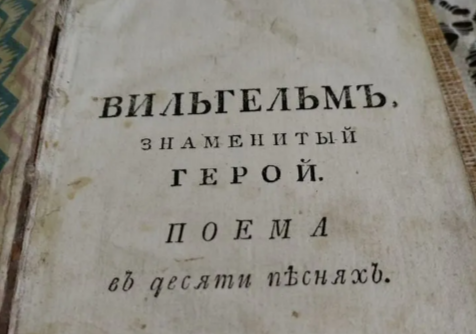 ВИЛЬГЕЛЬМЪ,
ЗНАМЕНИТЫЙ
ГЕРОЙ.
ПОЕМА
въ десяти пѣсняхъ.